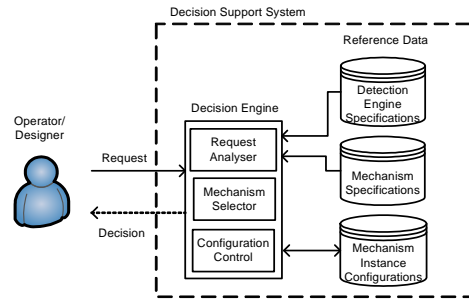 Decision Support System
Reference Data
Detection
Engine
Specifications
Operator/
Designer
Decision Engine
Request
Request
Analyser
Mechanism
Specifications
Mechanism
Selector
Decision
Configuration
Control
Mechanism
Instance
Configurations